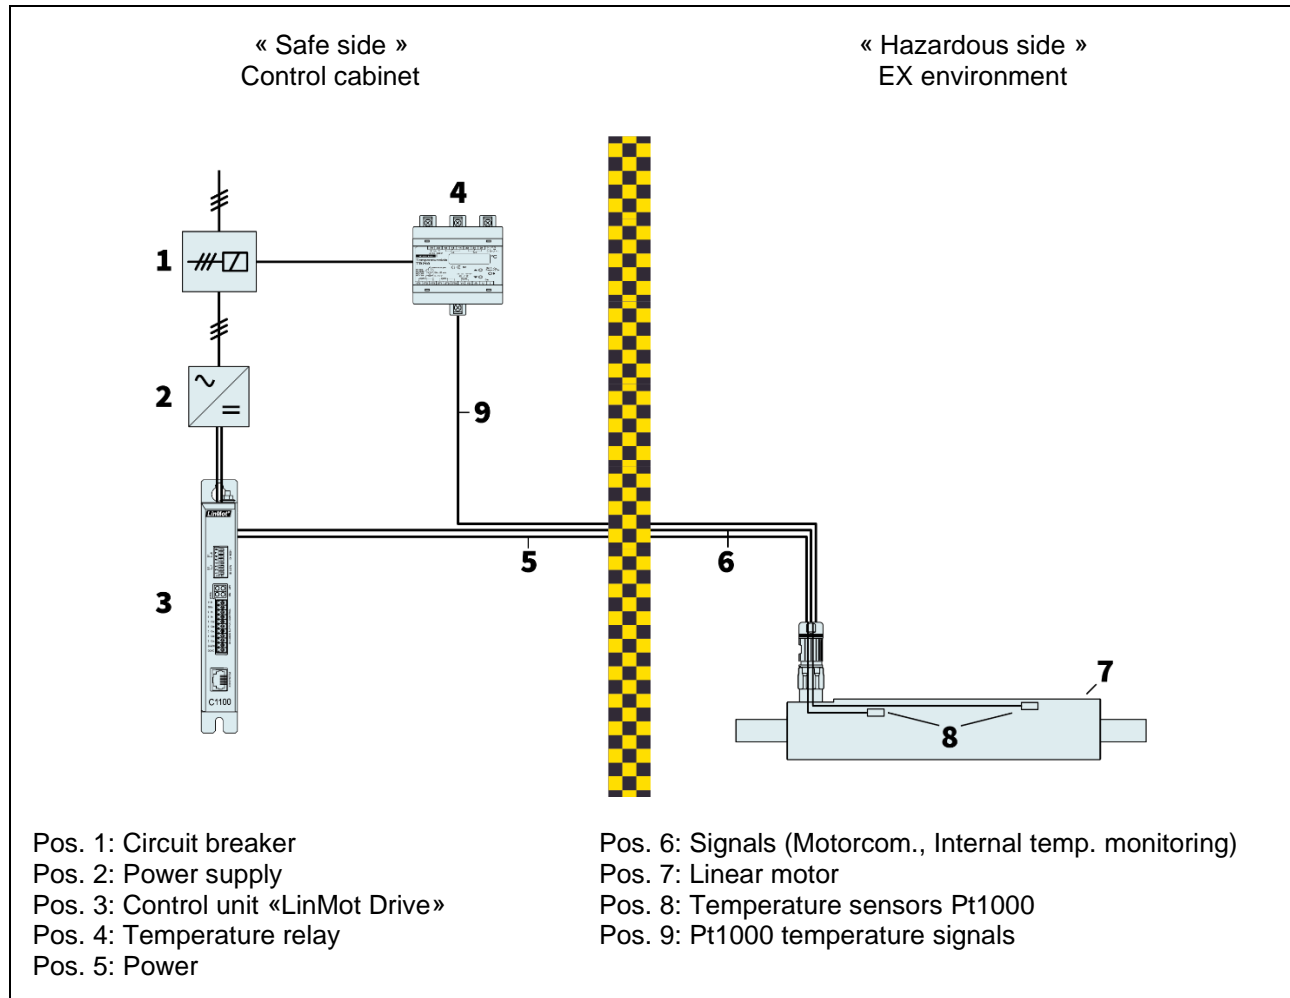 « Safe side »
Control cabinet
« Hazardous side »
EX environment
4
1
2
9
5
6
3
LinMot
C1100
7
8
Pos. 1: Circuit breaker
Pos. 2: Power supply
Pos. 3: Control unit «LinMot Drive»
Pos. 4: Temperature relay
Pos. 5: Power
Pos. 6: Signals (Motorcom., Internal temp. monitoring)
Pos. 7: Linear motor
Pos. 8: Temperature sensors Pt1000
Pos. 9: Pt1000 temperature signals